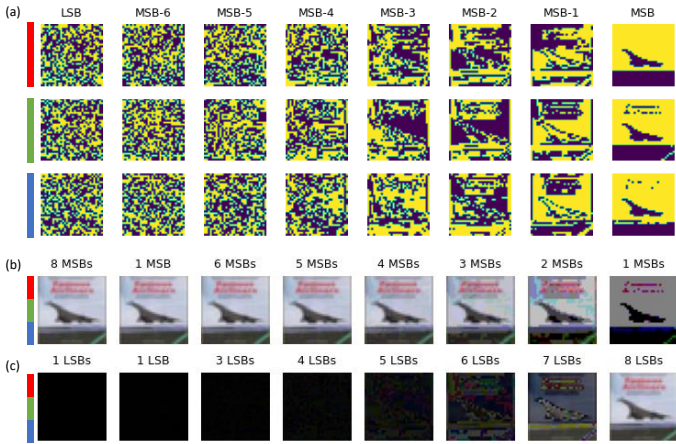 (a)
LSB MSB-6 MSB-5 MSB-4 MSB-3 MSB-2 MSB-1 MSB
(b)
8 MSBs 1 MSB 6 MSBs 5 MSBs 4 MSBs 3 MSBs 2 MSBs 1 MSBs
(c)
1 LSBs 1 LSB 3 LSBs 4 LSBs 5 LSBs 6 LSBs 7 LSBs 8 LSBs